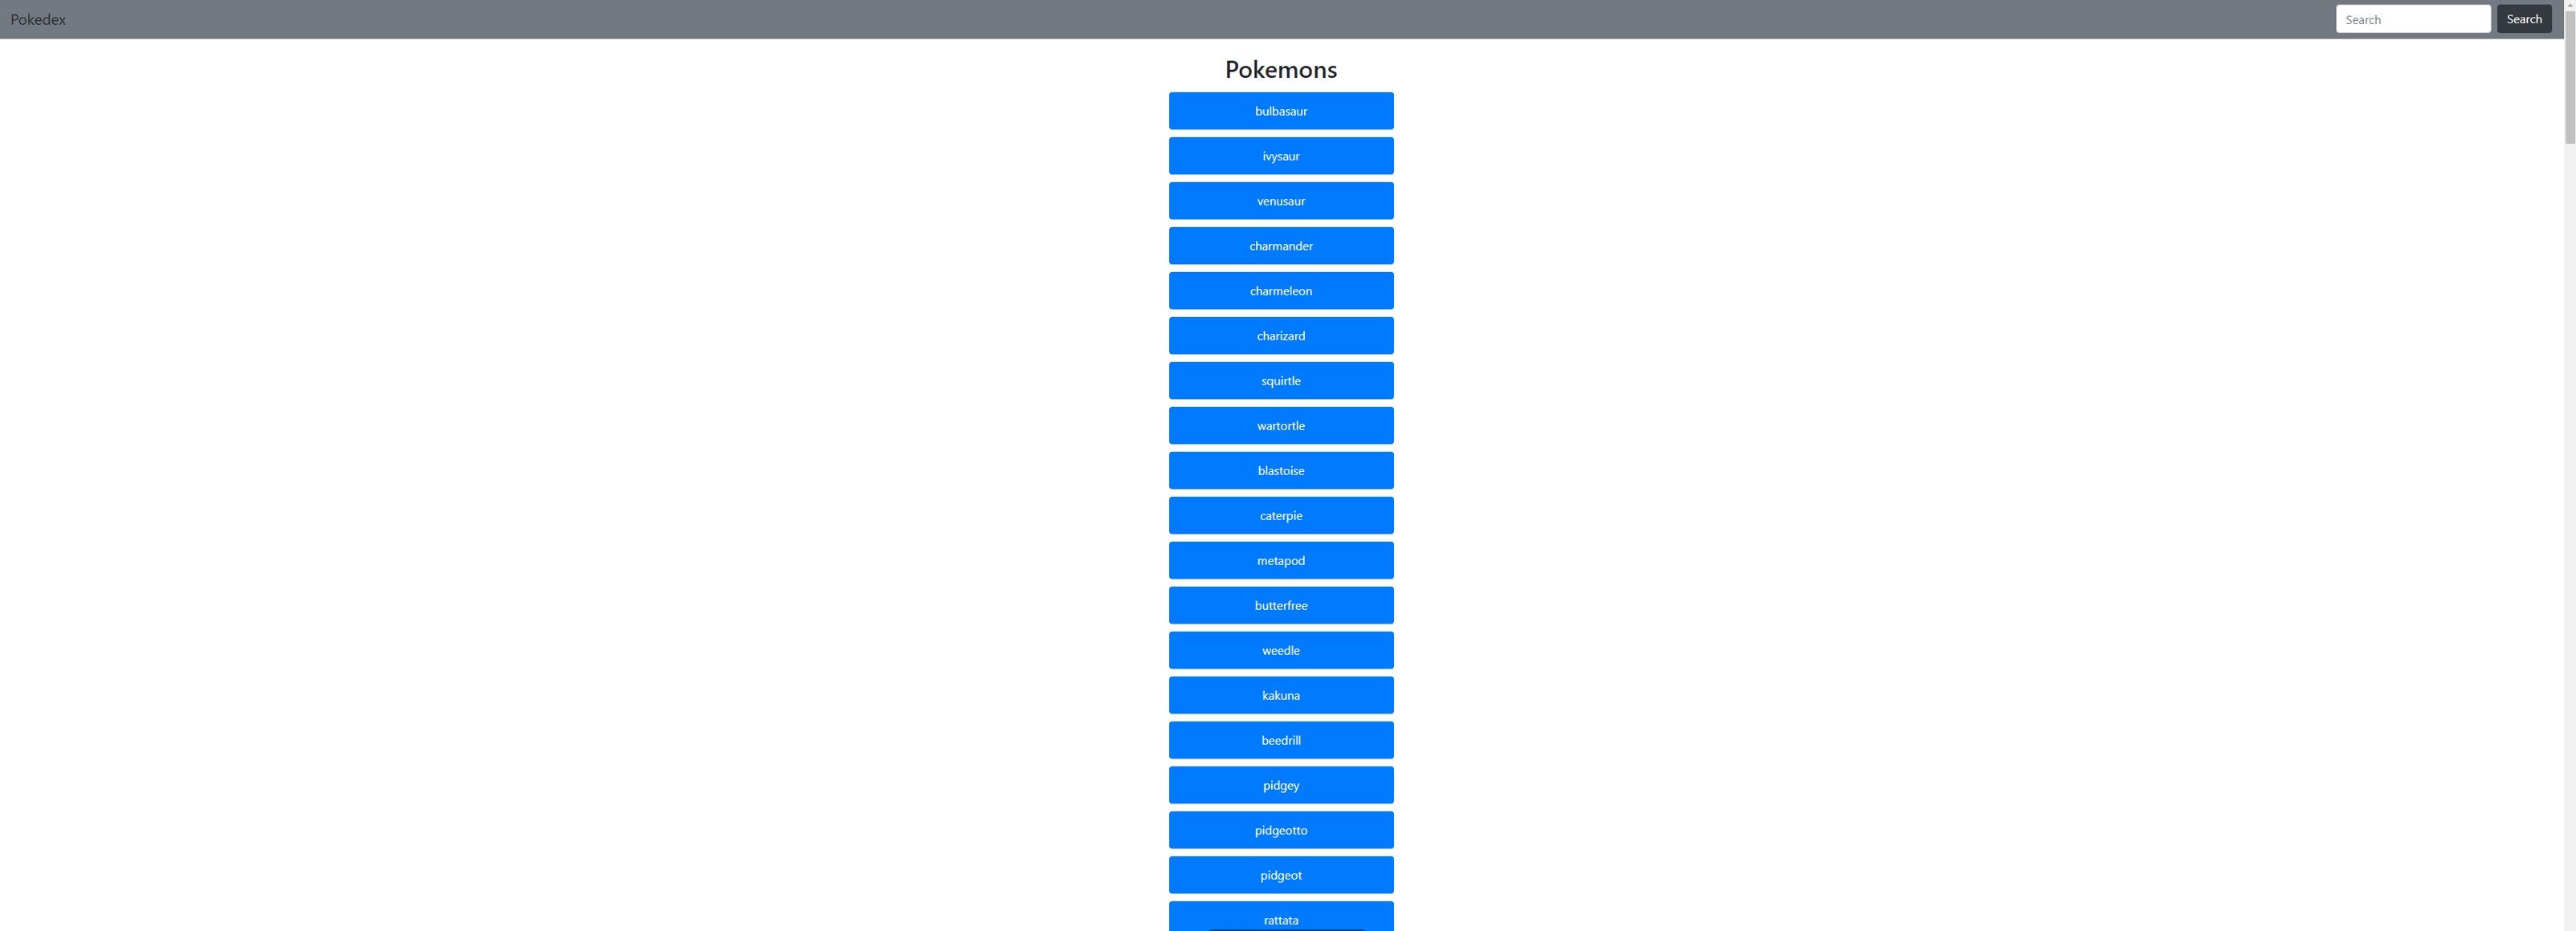 Pokedex
Search
Search
Pokemons
bulbasaur
ivysaur
venusaur
charmander
charmeleon
charizard
squirtle
wartortle
blastoise
caterpie
metapod
butterfree
weedle
kakuna
beedrill
pidgey
pidgeotto
pidgeot
rattata